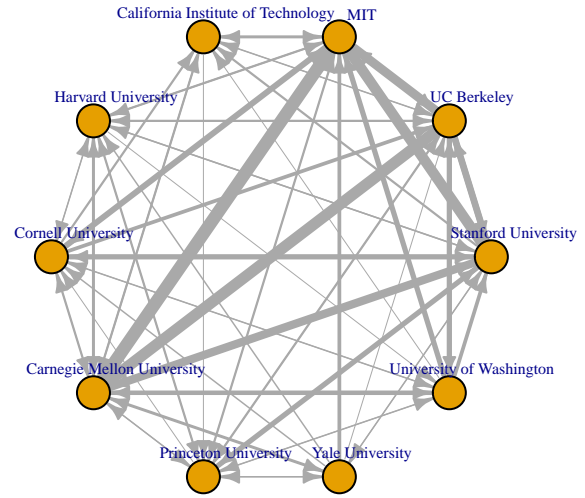 California Institute of Technology
MIT
Harvard University
UC Berkeley
Cornell University
Stanford University
Carnegie Mellon University
University of Washington
Princeton University
Yale University